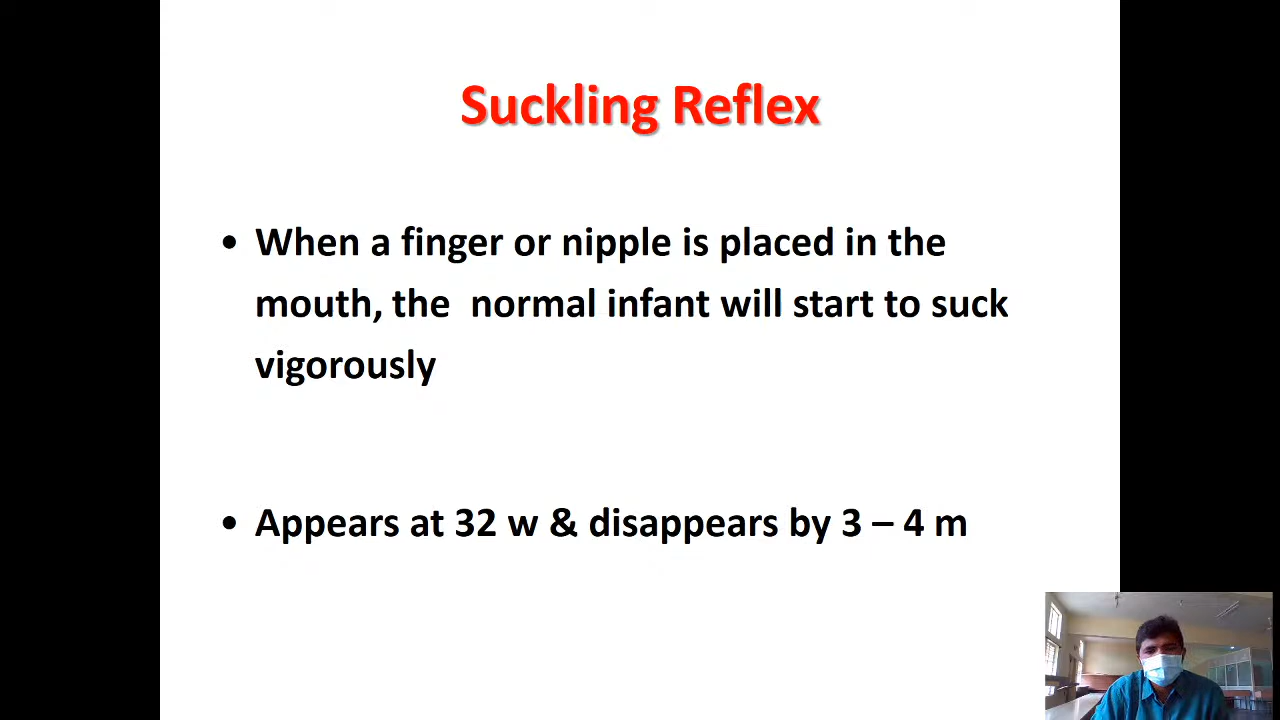 Suckling Reflex
• When a finger or nipple is placed in the
mouth, the normal infant will start to suck
vigorously
• Appears at 32 w & disappears by 3 – 4 m